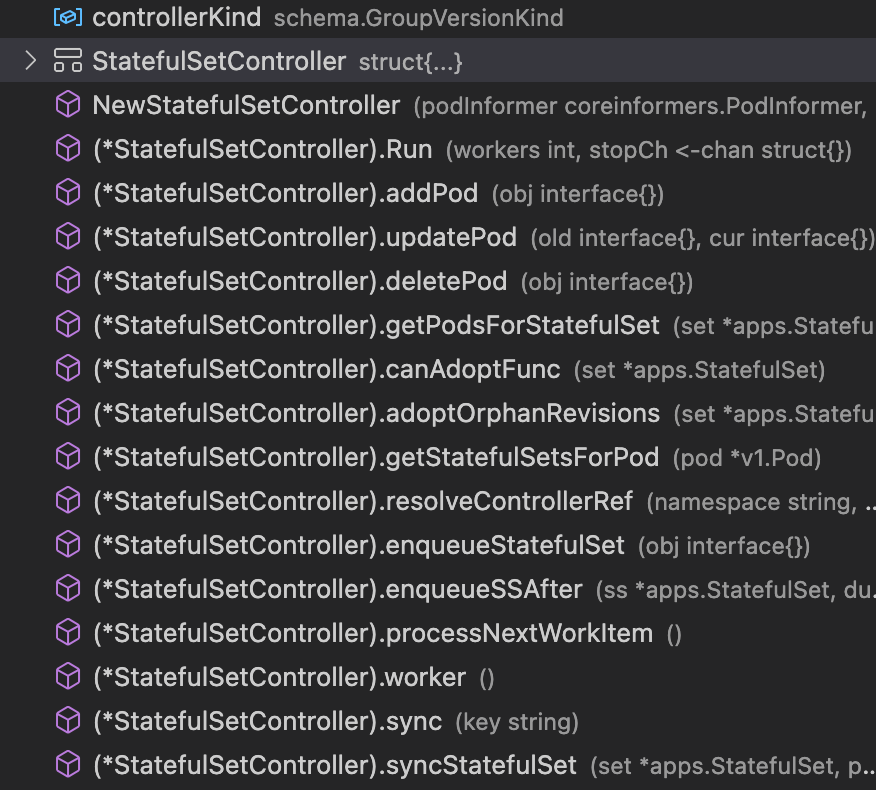 controllerKind schema.GroupVersionKind
StatefulSetController struct{...}
NewStatefulSetController (podInformer coreinformers.PodInformer,
(*StatefulSetController).Run (workers int, stopCh <-chan struct{})
(*StatefulSetController).addPod (obj interface{})
(*StatefulSetController).updatePod (old interface{}, cur interface{})
(*StatefulSetController).deletePod (obj interface{})
(*StatefulSetController).getPodsForStatefulSet (set *apps.Statefu
(*StatefulSetController).canAdoptFunc (set *apps.StatefulSet)
(*StatefulSetController).adoptOrphanRevisions (set *apps.Statefu
(*StatefulSetController).getStatefulSetsForPod (pod *v1.Pod)
(*StatefulSetController).resolveControllerRef (namespace string, ..
(*StatefulSetController).enqueueStatefulSet (obj interface{})
(*StatefulSetController).enqueueSSAfter (ss *apps.StatefulSet, du.
(*StatefulSetController).processNextWorkItem ()
(*StatefulSetController).worker ()
(*StatefulSetController).sync (key string)
(*StatefulSetController).syncStatefulSet (set *apps.StatefulSet, p..